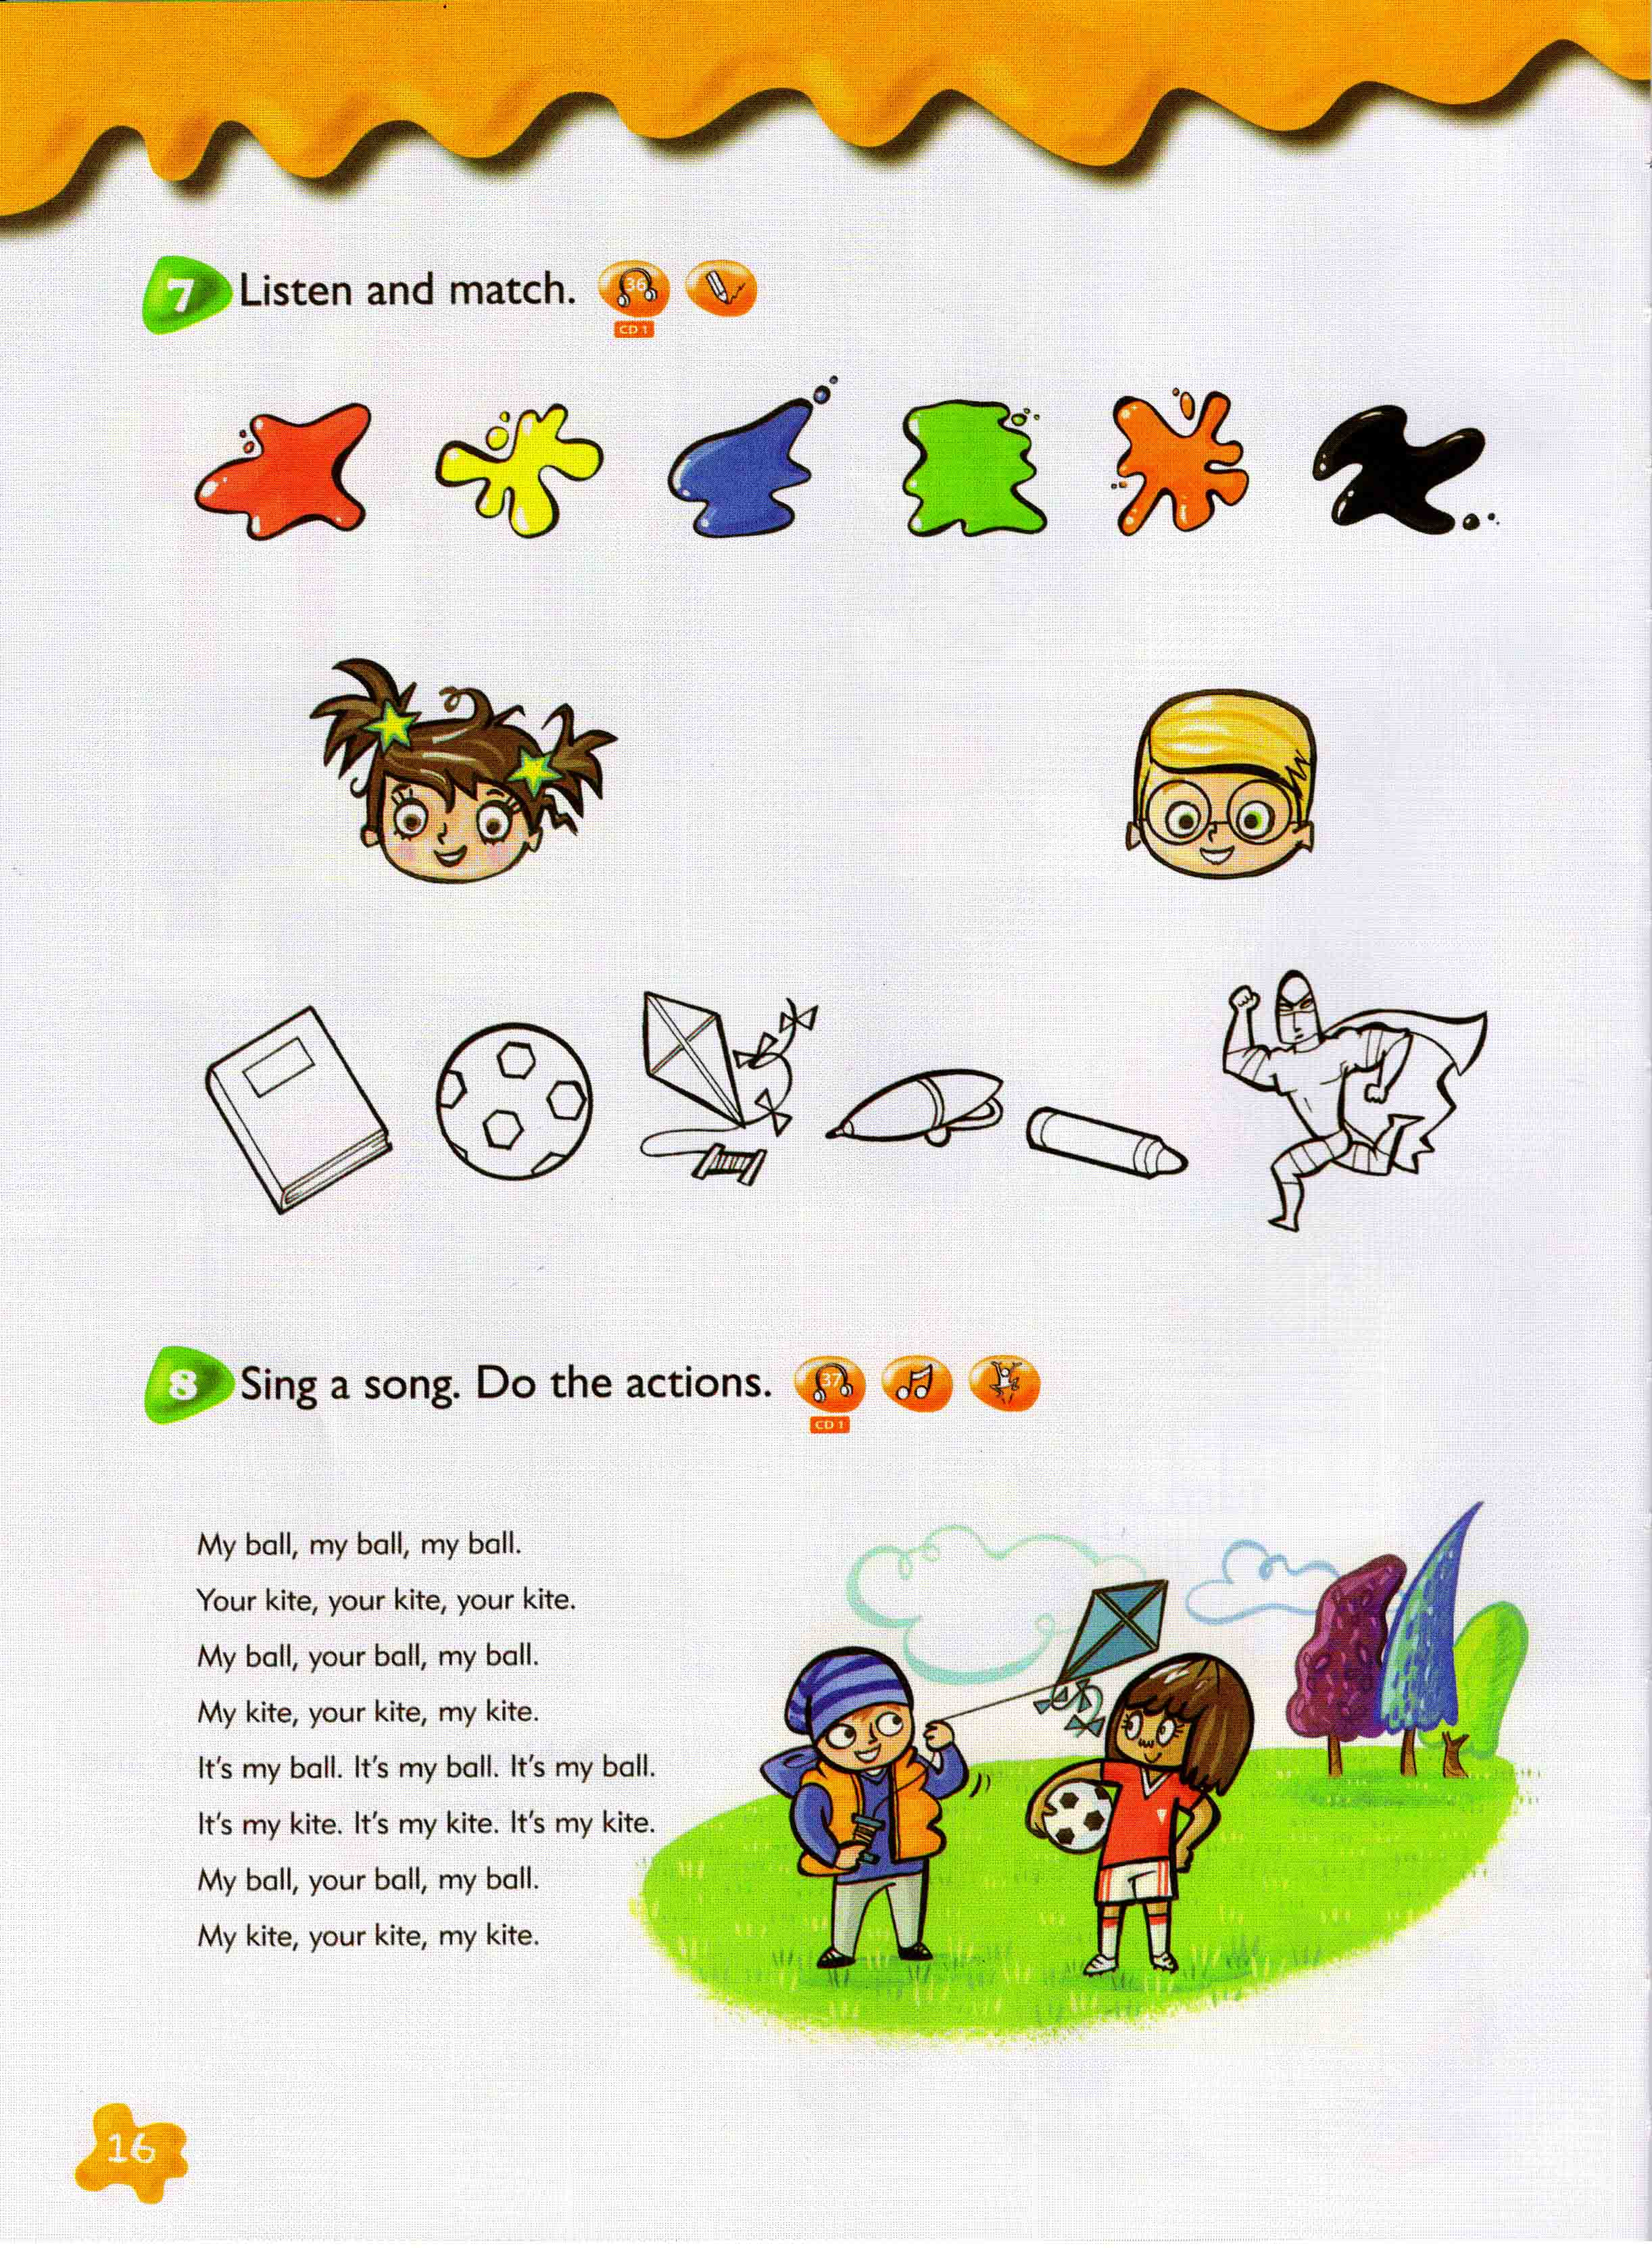 7 Listen and match. 36
CD 1
8 Sing a song. Do the actions. 37
CD 1
My ball, my ball, my ball.
Your kite, your kite, your kite.
My ball, your ball, my ball.
My kite, your kite, my kite.
It's my ball. It's my ball. It's my ball.
It's my kite. It's my kite. It's my kite.
My ball, your ball, my ball.
My kite, your kite, my kite.
16